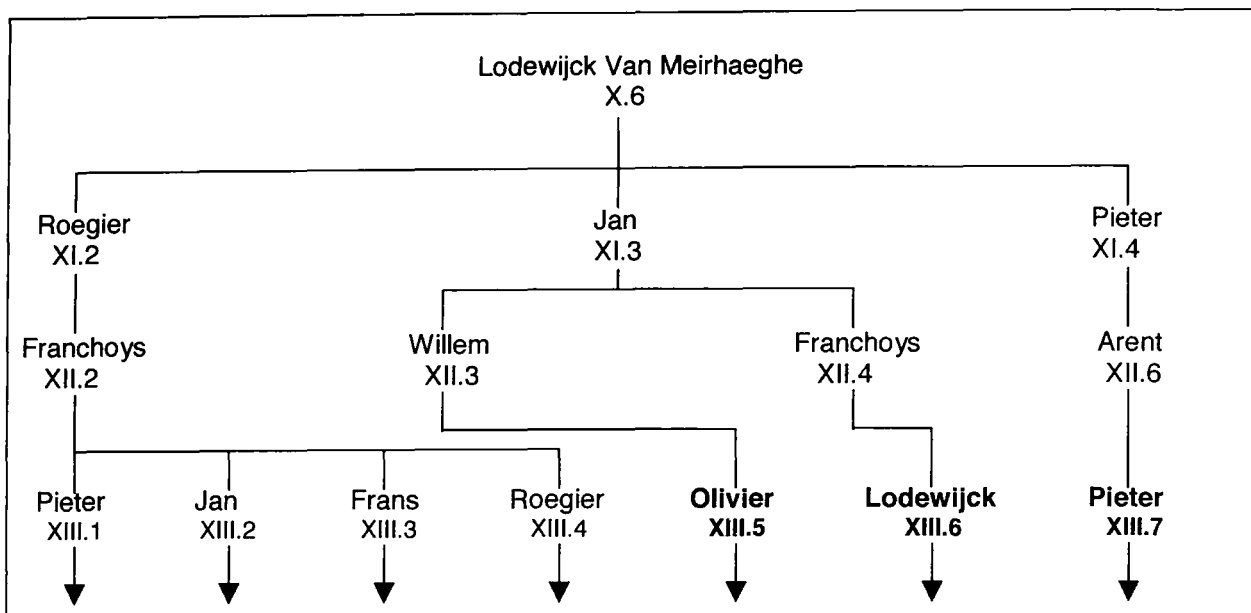 Lodewijck Van Meirhaeghe
X.6
Roegier
XI.2
Jan
XI.3
Pieter
XI.4
Franchoys
XII.2
Willem
XII.3
Franchoys
XII.4
Arent
XII.6
Pieter
XIII.1
Jan
XIII.2
Frans
XIII.3
Roegier
XIII.4
Olivier
XIII.5
Lodewijck
XIII.6
Pieter
XIII.7